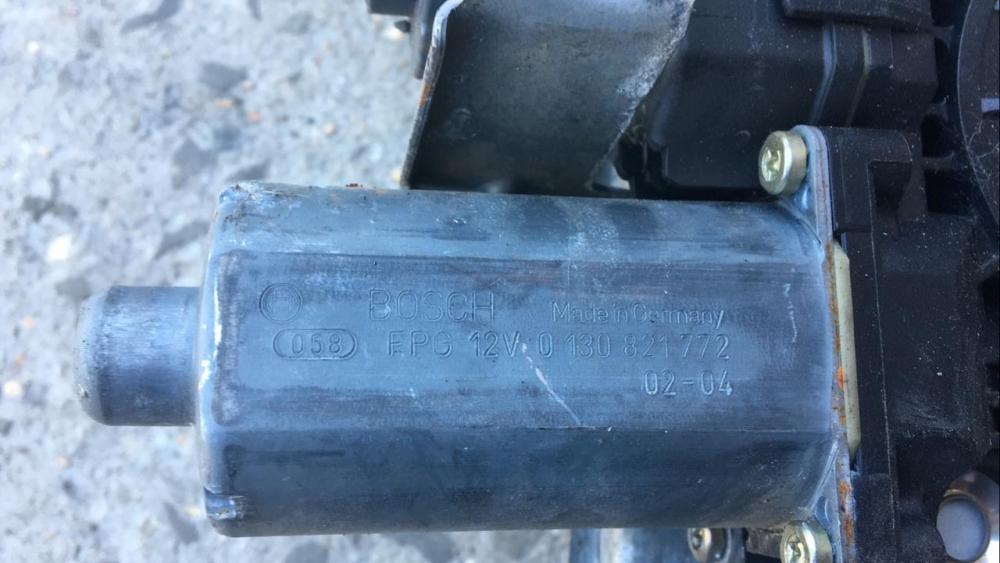 BOSCH Made in Germany
058 FPG 12V 0 130 821 772
02-04